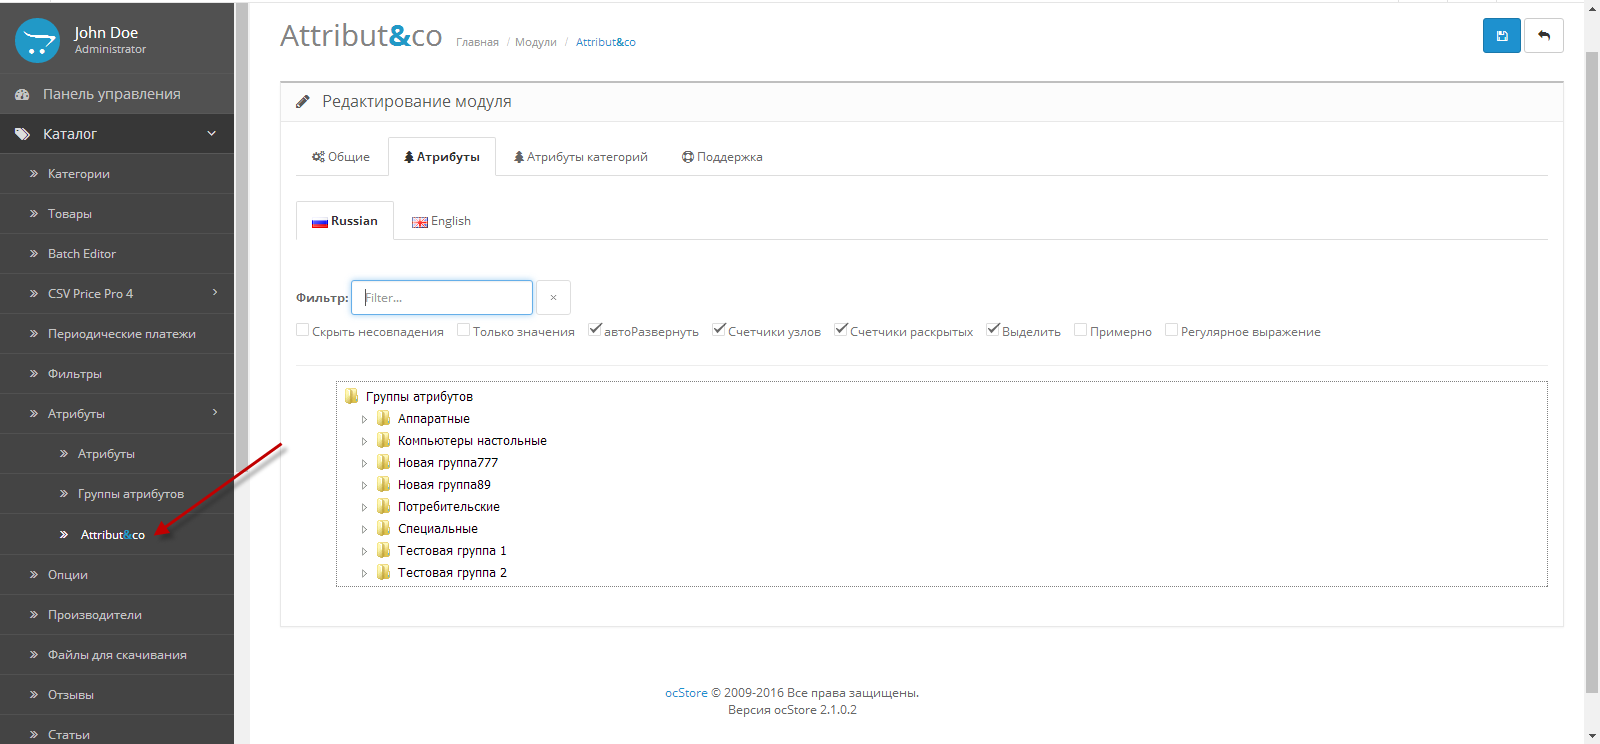 John Doe
Administrator
Панель управления
Каталог
Категории
Товары
Batch Editor
CSV Price Pro 4
Периодические платежи
Фильтры
Атрибуты
Атрибуты
Группы атрибутов
Attribut&co
Опции
Производители
Файлы для скачивания
Отзывы
Статьи
Attribut&co Главная / Модули / Attribut&co
Редактирование модуля
Общие Атрибуты Атрибуты категорий Поддержка
Russian English
Фильтр: Filter... ×
Скрыть несовпадения Только значения автоРазвернуть Счетчики узлов Счетчики раскрытых Выделить Примерно Регулярное выражение
Группы атрибутов
Аппаратные
Компьютеры настольные
Новая группа777
Новая группа89
Потребительские
Специальные
Тестовая группа 1
Тестовая группа 2
ocStore © 2009-2016 Все права защищены.
Версия ocStore 2.1.0.2